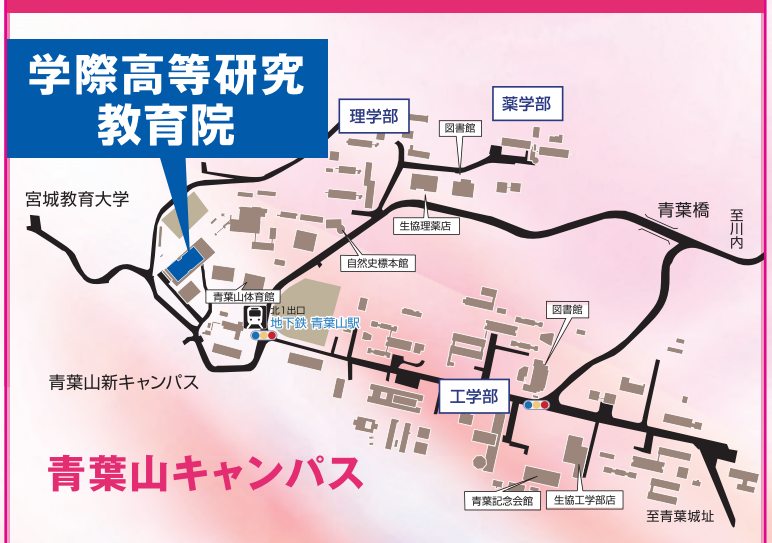 学際高等研究
教育院
理学部
薬学部
図書館
宮城教育大学
青葉橋
至川内
生協理薬店
自然史標本館
青葉山体育館
北1出口
地下鉄 青葉山駅
図書館
青葉山新キャンパス
工学部
青葉山キャンパス
青葉記念会館
生協工学部店
至青葉城址